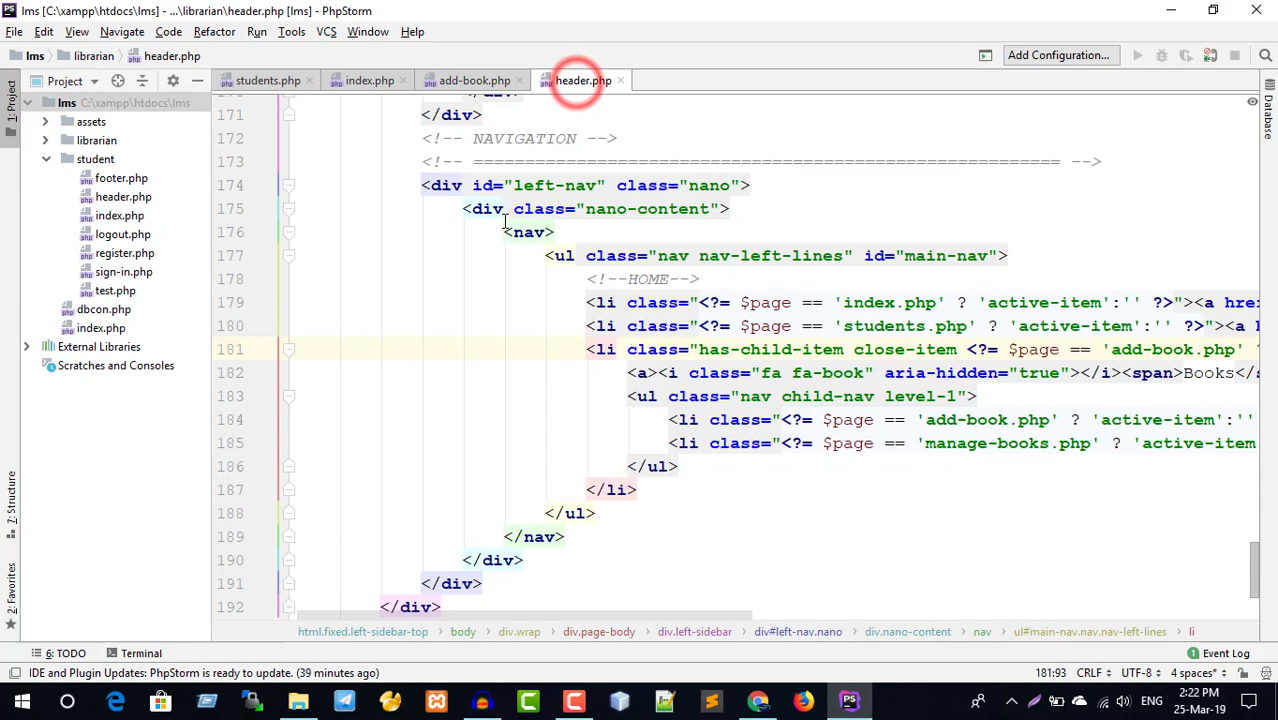 lms [C:\xampp\htdocs\lms] - ...\librarian\header.php [lms] - PhpStorm
File Edit View Navigate Code Refactor Run Tools VCS Window Help
lms librarian header.php Add Configuration...
Project students.php index.php add-book.php header.php
1: Project
lms C:\xampp\htdocs\lms
assets
librarian
student
footer.php
header.php
index.php
logout.php
register.php
sign-in.php
test.php
dbcon.php
index.php
External Libraries
Scratches and Consoles
171 </div>
172 <!-- NAVIGATION -->
173 <!-- ========================================================= -->
174 <div id="left-nav" class="nano">
175 <div class="nano-content">
176 <nav>
177 <ul class="nav nav-left-lines" id="main-nav">
178 <!--HOME-->
179 <li class="<?= $page == 'index.php' ? 'active-item':'' ?>"><a hre
180 <li class="<?= $page == 'students.php' ? 'active-item':'' ?>"><a h
181 <li class="has-child-item close-item <?= $page == 'add-book.php' ?
182 <a><i class="fa fa-book" aria-hidden="true"></i><span>Books</s
183 <ul class="nav child-nav level-1">
184 <li class="<?= $page == 'add-book.php' ? 'active-item':''
185 <li class="<?= $page == 'manage-books.php' ? 'active-item
186 </ul>
187 </li>
188 </ul>
189 </nav>
190 </div>
191 </div>
192 </div>
Database
7: Structure
2: Favorites
html.fixed.left-sidebar-top body div.wrap div.page-body div.left-sidebar div#left-nav.nano div.nano-content nav ul#main-nav.nav.nav-left-lines li
6: TODO Terminal 1 Event Log
IDE and Plugin Updates: PhpStorm is ready to update. (39 minutes ago) 181:93 CRLF UTF-8 4 spaces*
ENG 2:22 PM
25-Mar-19